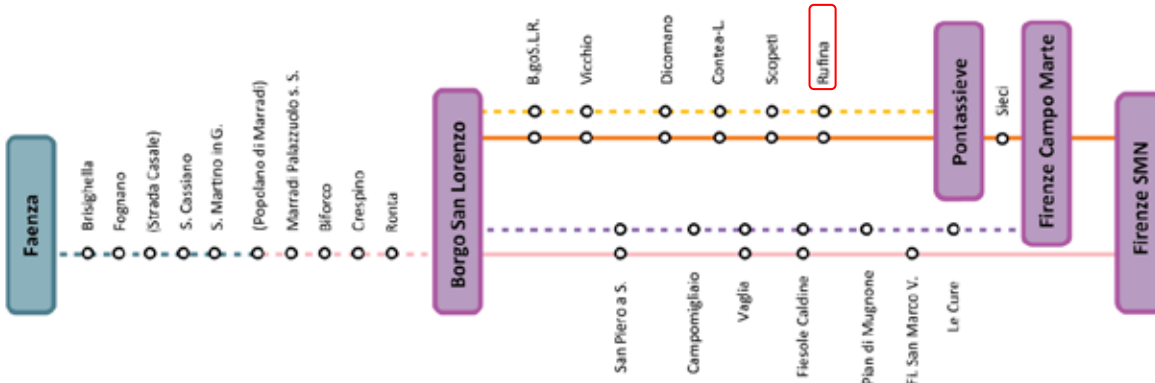 Faenza
Brisighella
Fognano
(Strada Casale)
S. Cassiano
S. Martino in G.
(Popolano di Marradi)
Marradi Palazzuolo s. S.
Biforco
Crespino
Ronta
Borgo San Lorenzo
B.goS.L.R.
Vicchio
Dicomano
Contea-L.
Scopeti
Rufina
Pontassieve
Sieci
Firenze Campo Marte
Firenze SMN
San Piero a S.
Campomigliaio
Vaglia
Fiesole Caldine
Pian di Mugnone
Fi. San Marco V.
Le Cure